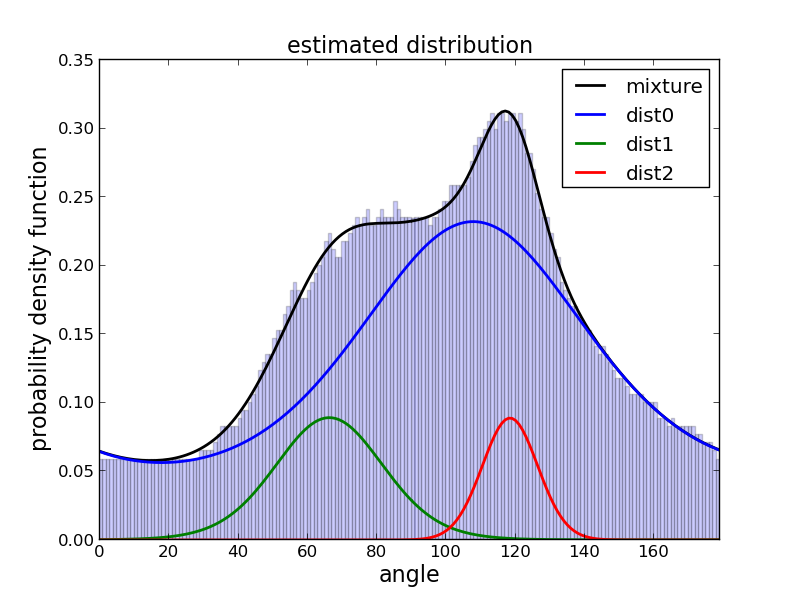 estimated distribution
0.35
0.30
0.25
0.20
0.15
0.10
0.05
0.00
probability density function
mixture
dist0
dist1
dist2
0 20 40 60 80 100 120 140 160
angle